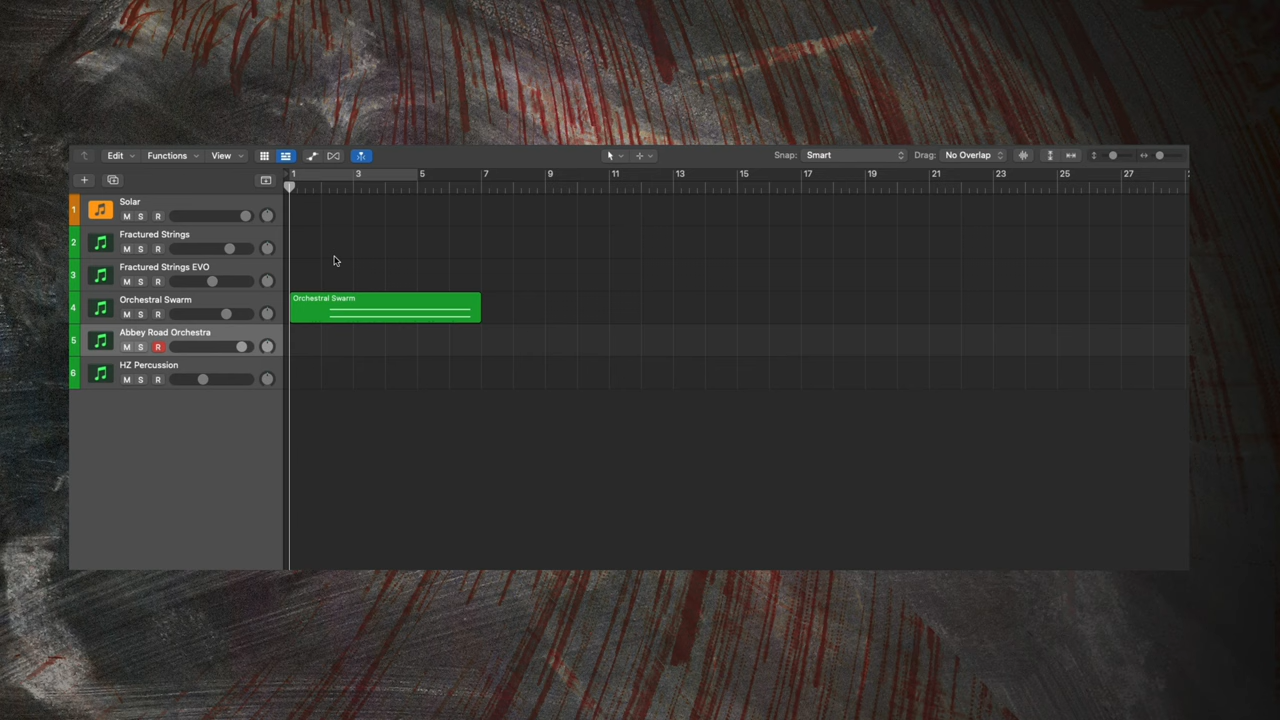 Edit Functions View Snap: Smart Drag: No Overlap
1 3 5 7 9 11 13 15 17 19 21 23 25 27
1 Solar
M S R
2 Fractured Strings
M S R
3 Fractured Strings EVO
M S R
4 Orchestral Swarm
M S R
Orchestral Swarm
5 Abbey Road Orchestra
M S R
6 HZ Percussion
M S R